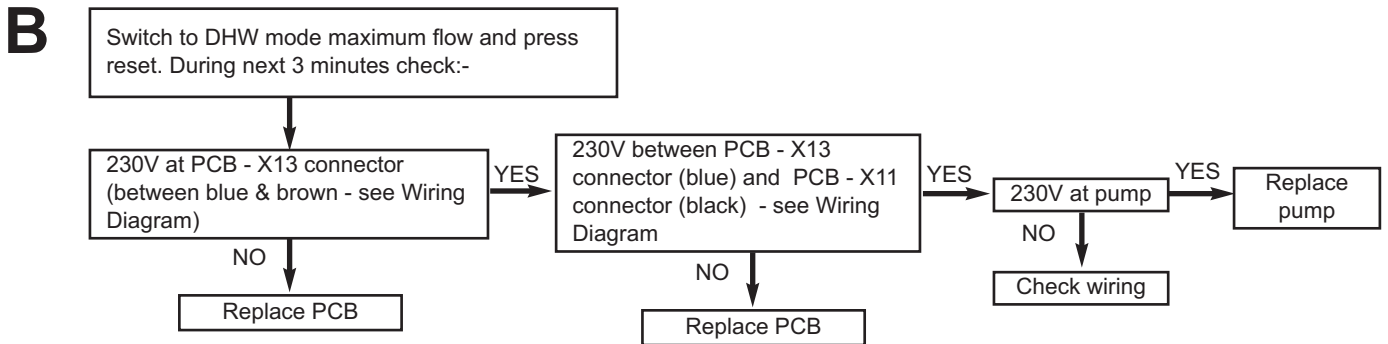 B
Switch to DHW mode maximum flow and press
reset. During next 3 minutes check:-
230V at PCB - X13 connector
(between blue & brown - see Wiring
Diagram)
YES
NO
Replace PCB
230V between PCB - X13
connector (blue) and PCB - X11
connector (black) - see Wiring
Diagram
YES
NO
Replace PCB
230V at pump
YES
NO
Check wiring
Replace
pump